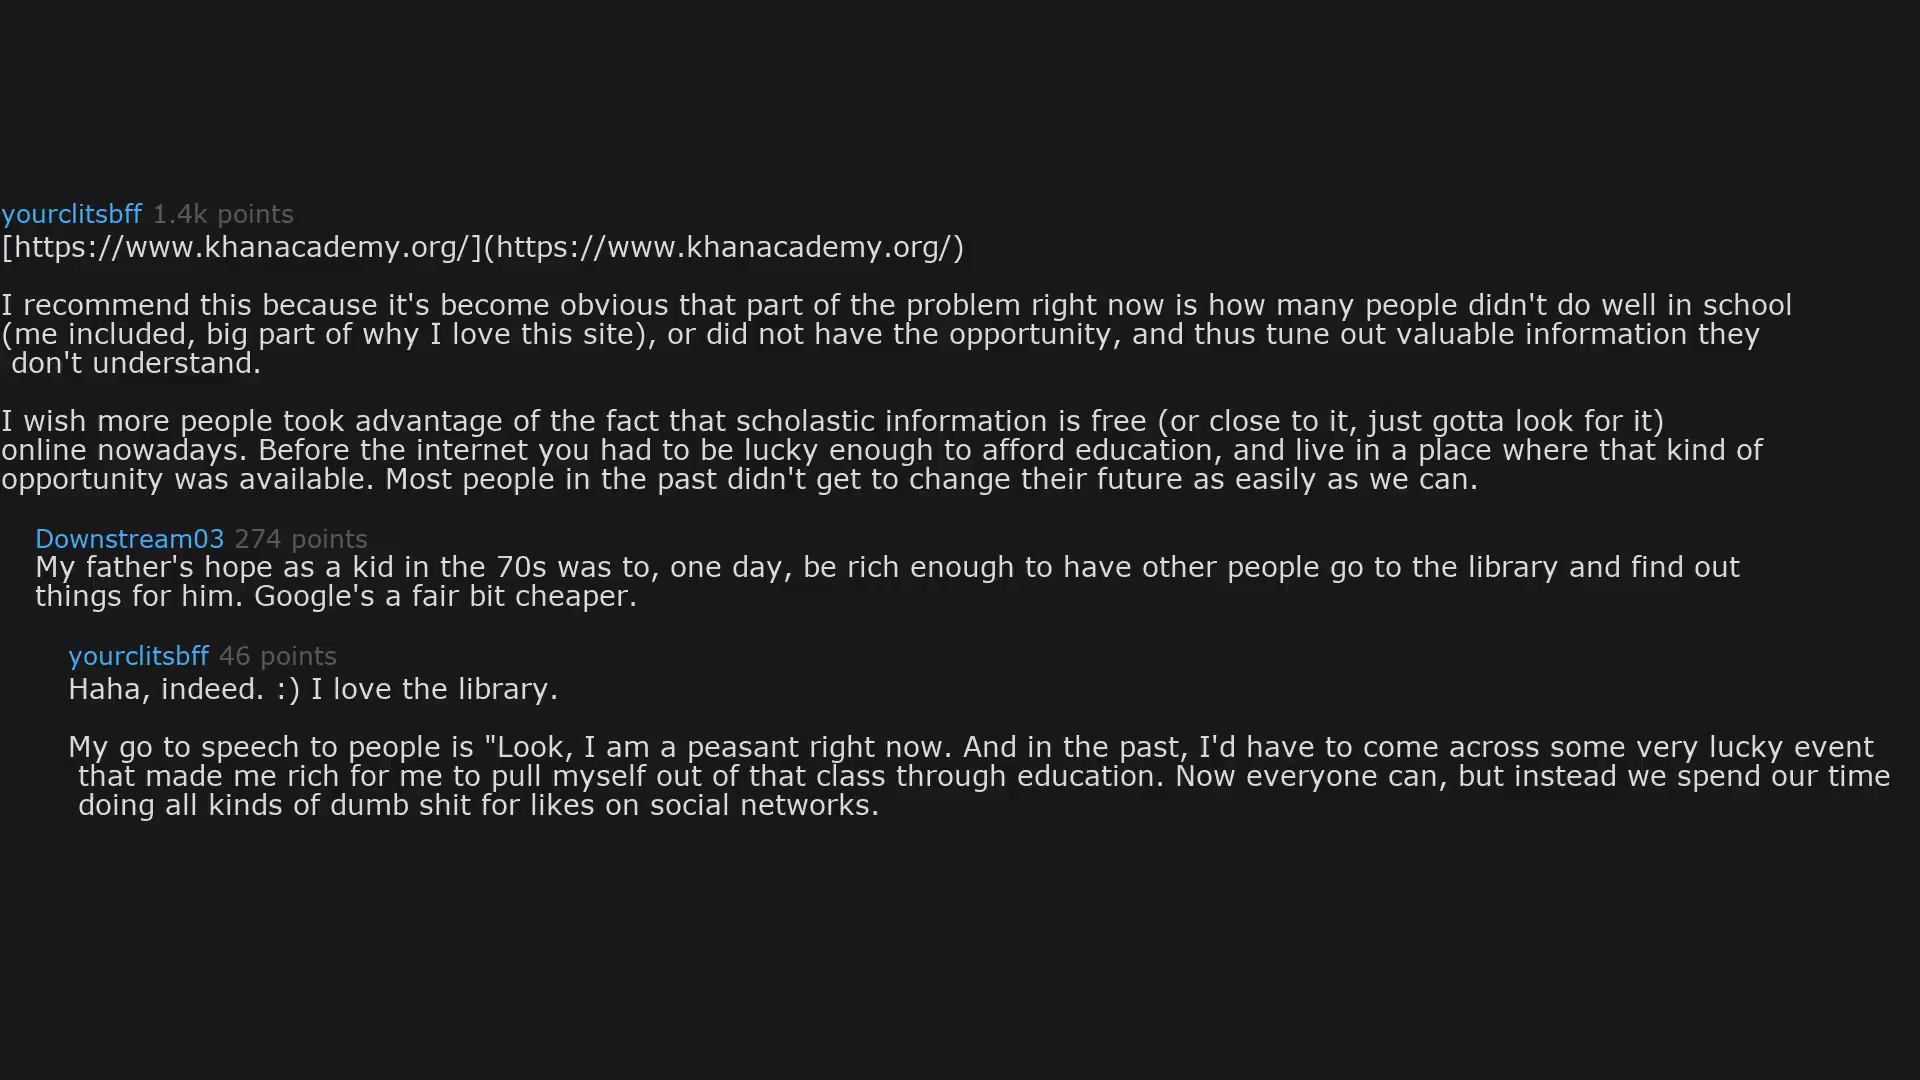 yourclitsbff 1.4k points
[https://www.khanacademy.org/](https://www.khanacademy.org/)
I recommend this because it's become obvious that part of the problem right now is how many people didn't do well in school
(me included, big part of why I love this site), or did not have the opportunity, and thus tune out valuable information they
don't understand.
I wish more people took advantage of the fact that scholastic information is free (or close to it, just gotta look for it)
online nowadays. Before the internet you had to be lucky enough to afford education, and live in a place where that kind of
opportunity was available. Most people in the past didn't get to change their future as easily as we can.
Downstream03 274 points
My father's hope as a kid in the 70s was to, one day, be rich enough to have other people go to the library and find out
things for him. Google's a fair bit cheaper.
yourclitsbff 46 points
Haha, indeed. :) I love the library.
My go to speech to people is "Look, I am a peasant right now. And in the past, I'd have to come across some very lucky event
that made me rich for me to pull myself out of that class through education. Now everyone can, but instead we spend our time
doing all kinds of dumb shit for likes on social networks.